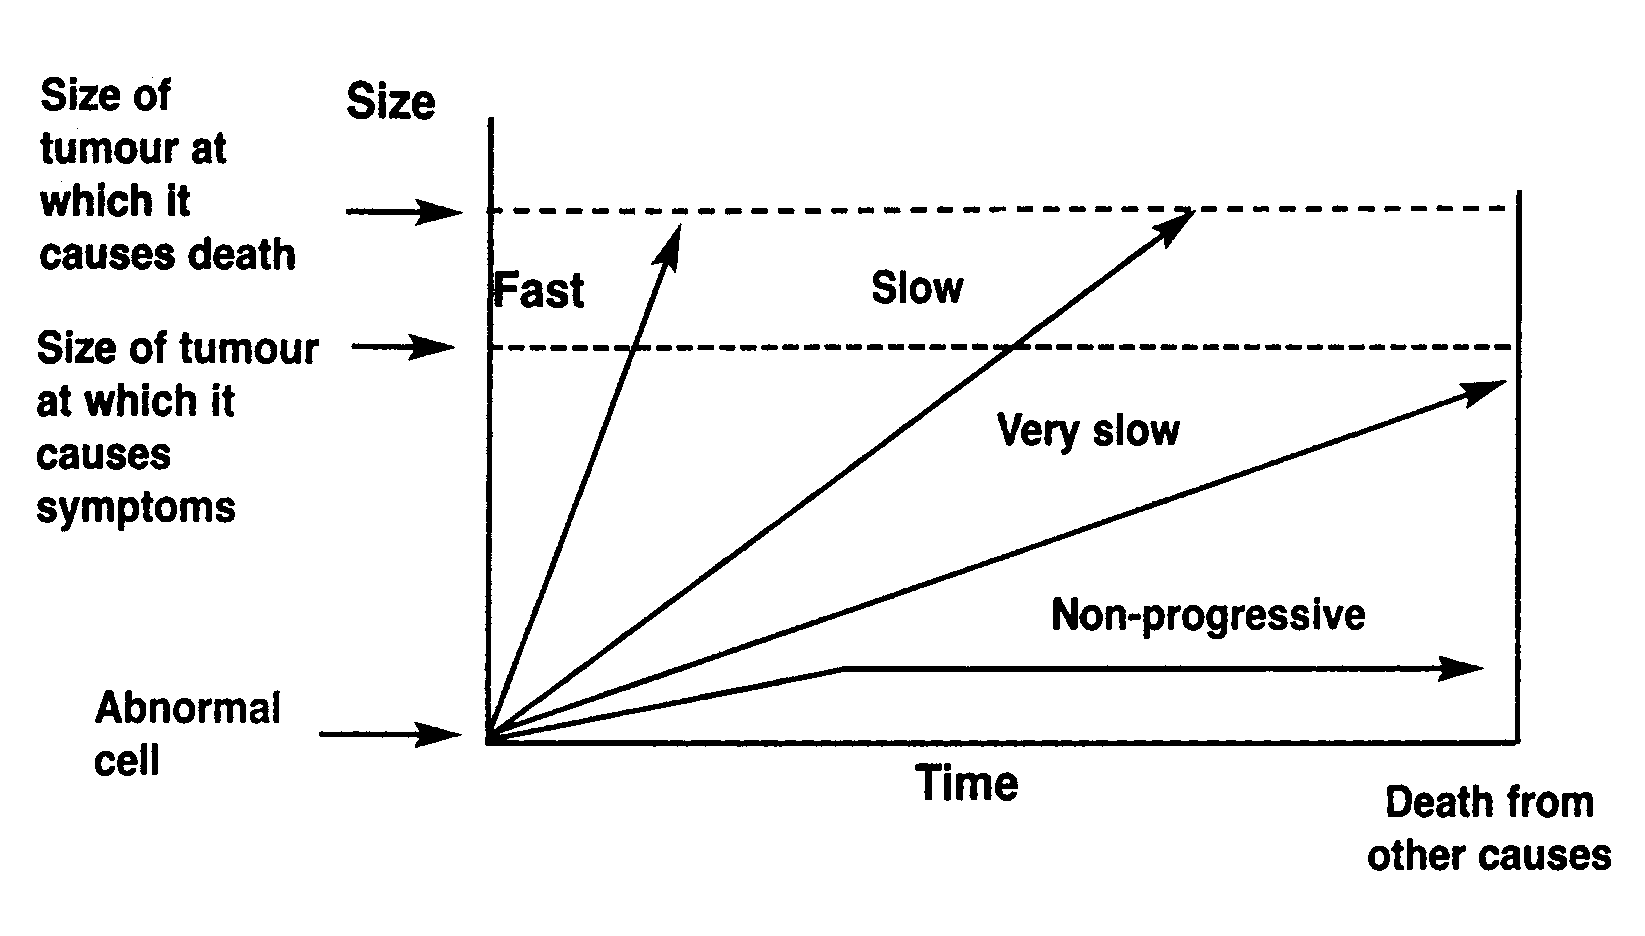 Size of
tumour at
which it
causes death
Size
Fast
Slow
Size of tumour
at which it
causes
symptoms
Very slow
Non-progressive
Abnormal
cell
Time
Death from
other causes